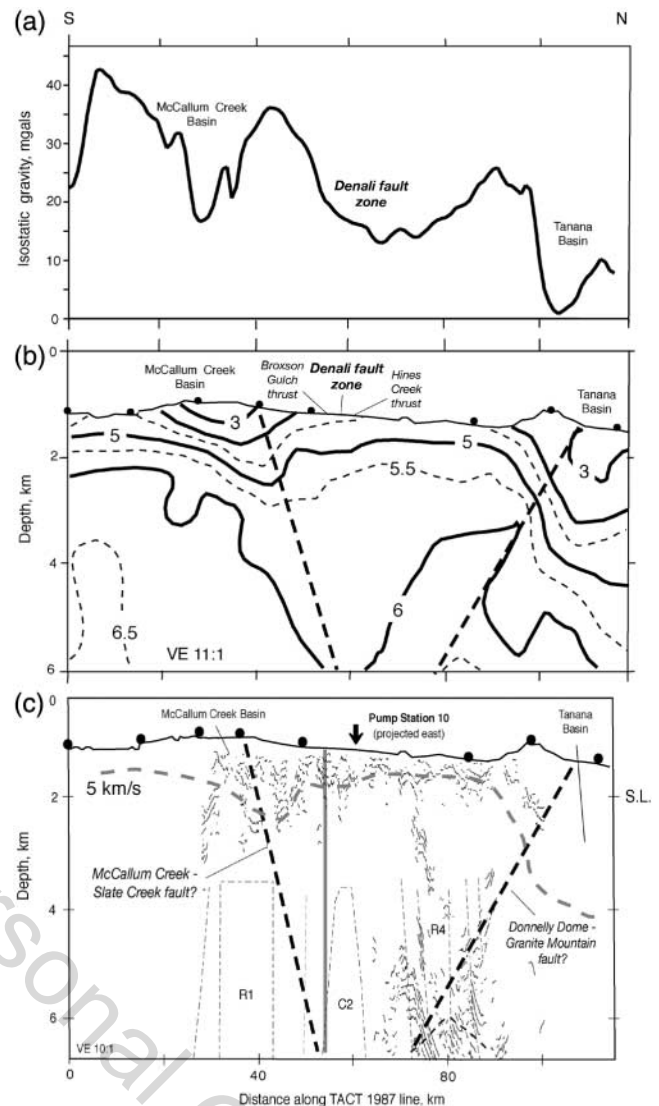 (a)
S
N
McCallum Creek
Basin
Denali fault
zone
Tanana
Basin
Isostatic gravity, mgals
40
30
20
10
0
(b)
0
2
4
6
Depth, km
McCallum Creek
Basin
Broxson
Gulch
thrust
Denali fault
zone
Hines
Creek
thrust
Tanana
Basin
3
5
5
5.5
3
6
6.5
VE 11:1
(c)
0
2
4
6
Depth, km
McCallum Creek Basin
Pump Station 10
(projected east)
Tanana
Basin
5 km/s
S.L.
McCallum Creek -
Slate Creek fault?
Donnelly Dome -
Granite Mountain
fault?
R1
C2
R4
VE 10:1
0
20
40
60
80
Distance along TACT 1987 line, km
ersonal